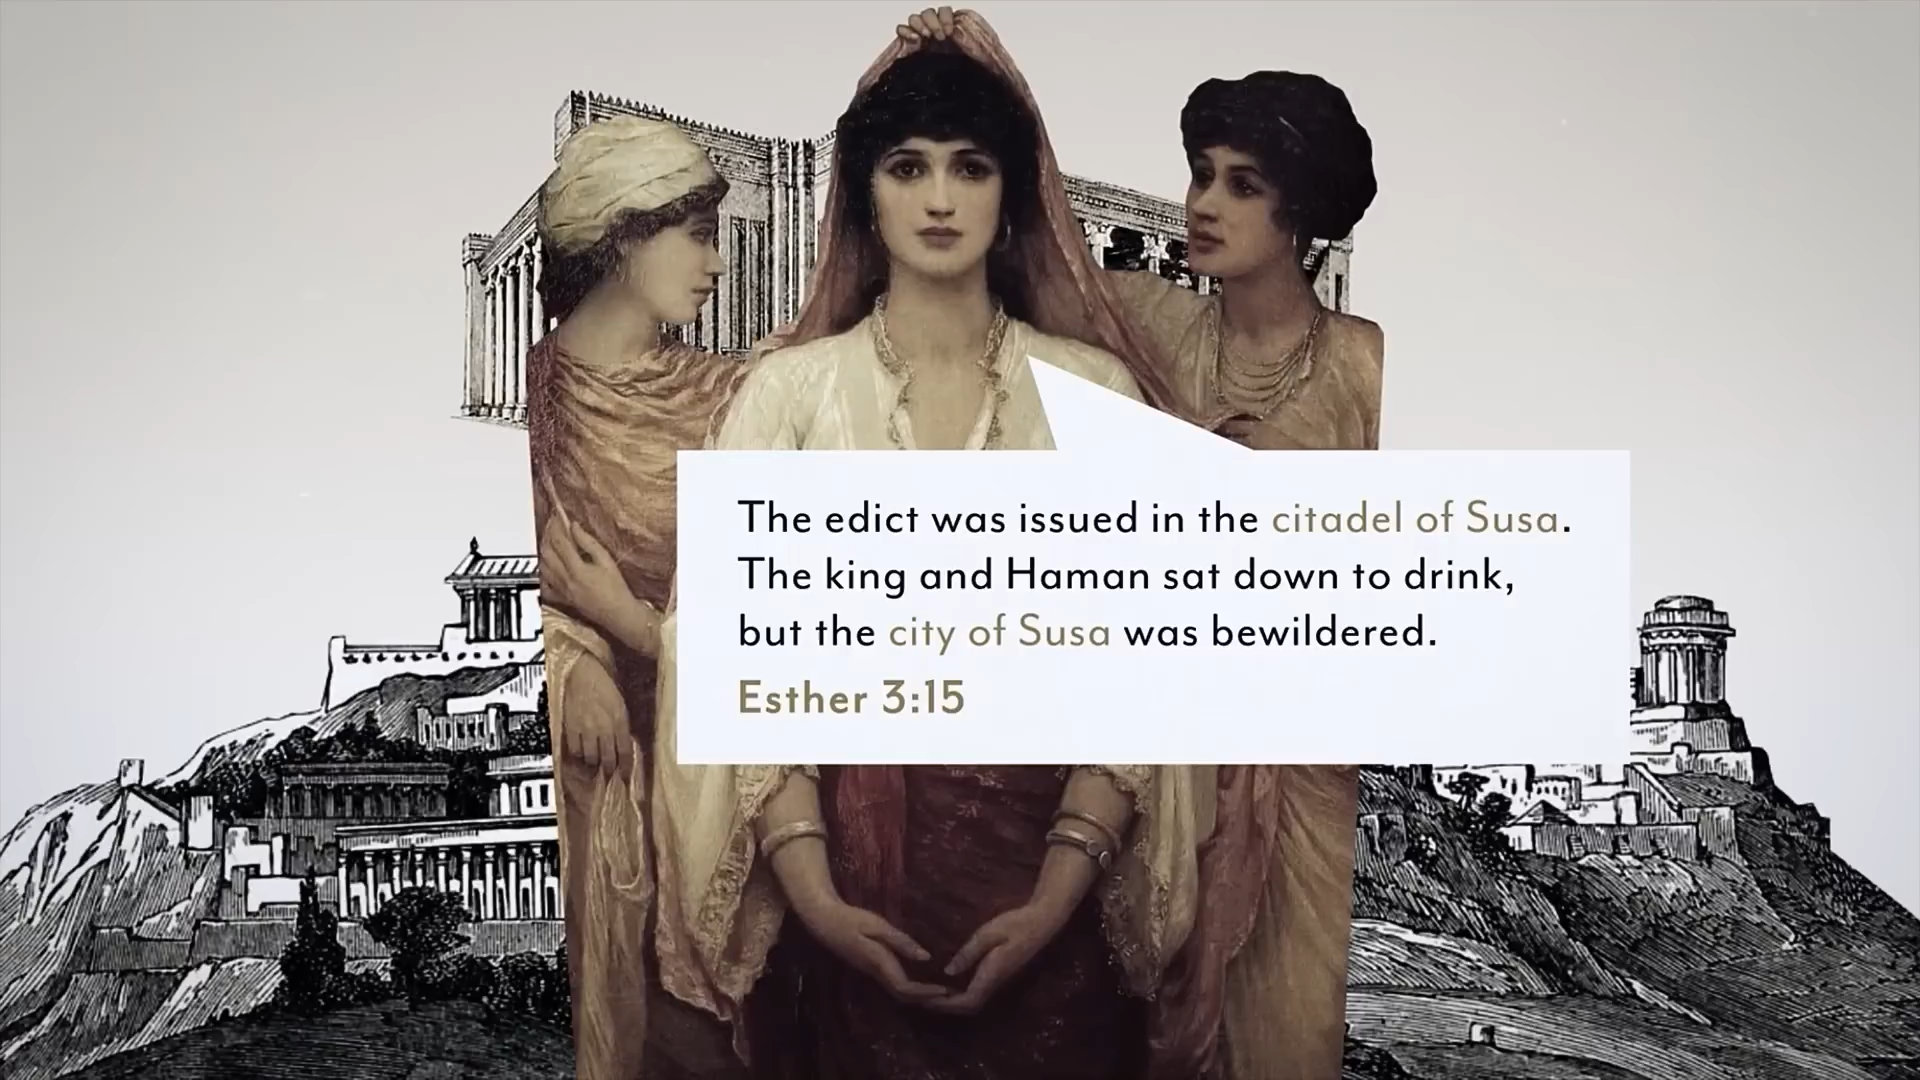 The edict was issued in the citadel of Susa.
The king and Haman sat down to drink,
but the city of Susa was bewildered.
Esther 3:15